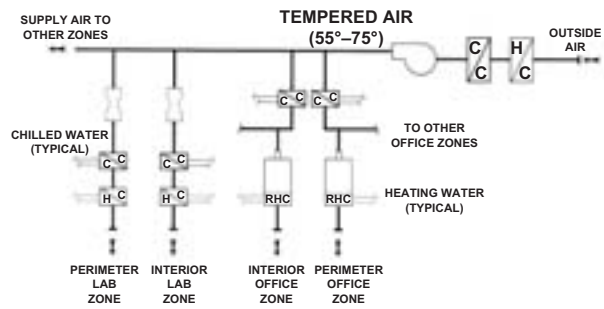 SUPPLY AIR TO
OTHER ZONES
TEMPERED AIR
(55°–75°)
OUTSIDE
AIR
C
C
H
C
C C
C C
CHILLED WATER
(TYPICAL)
TO OTHER
OFFICE ZONES
C C
C C
H C
H C
RHC
RHC
HEATING WATER
(TYPICAL)
PERIMETER
LAB
ZONE
INTERIOR
LAB
ZONE
INTERIOR
OFFICE
ZONE
PERIMETER
OFFICE
ZONE